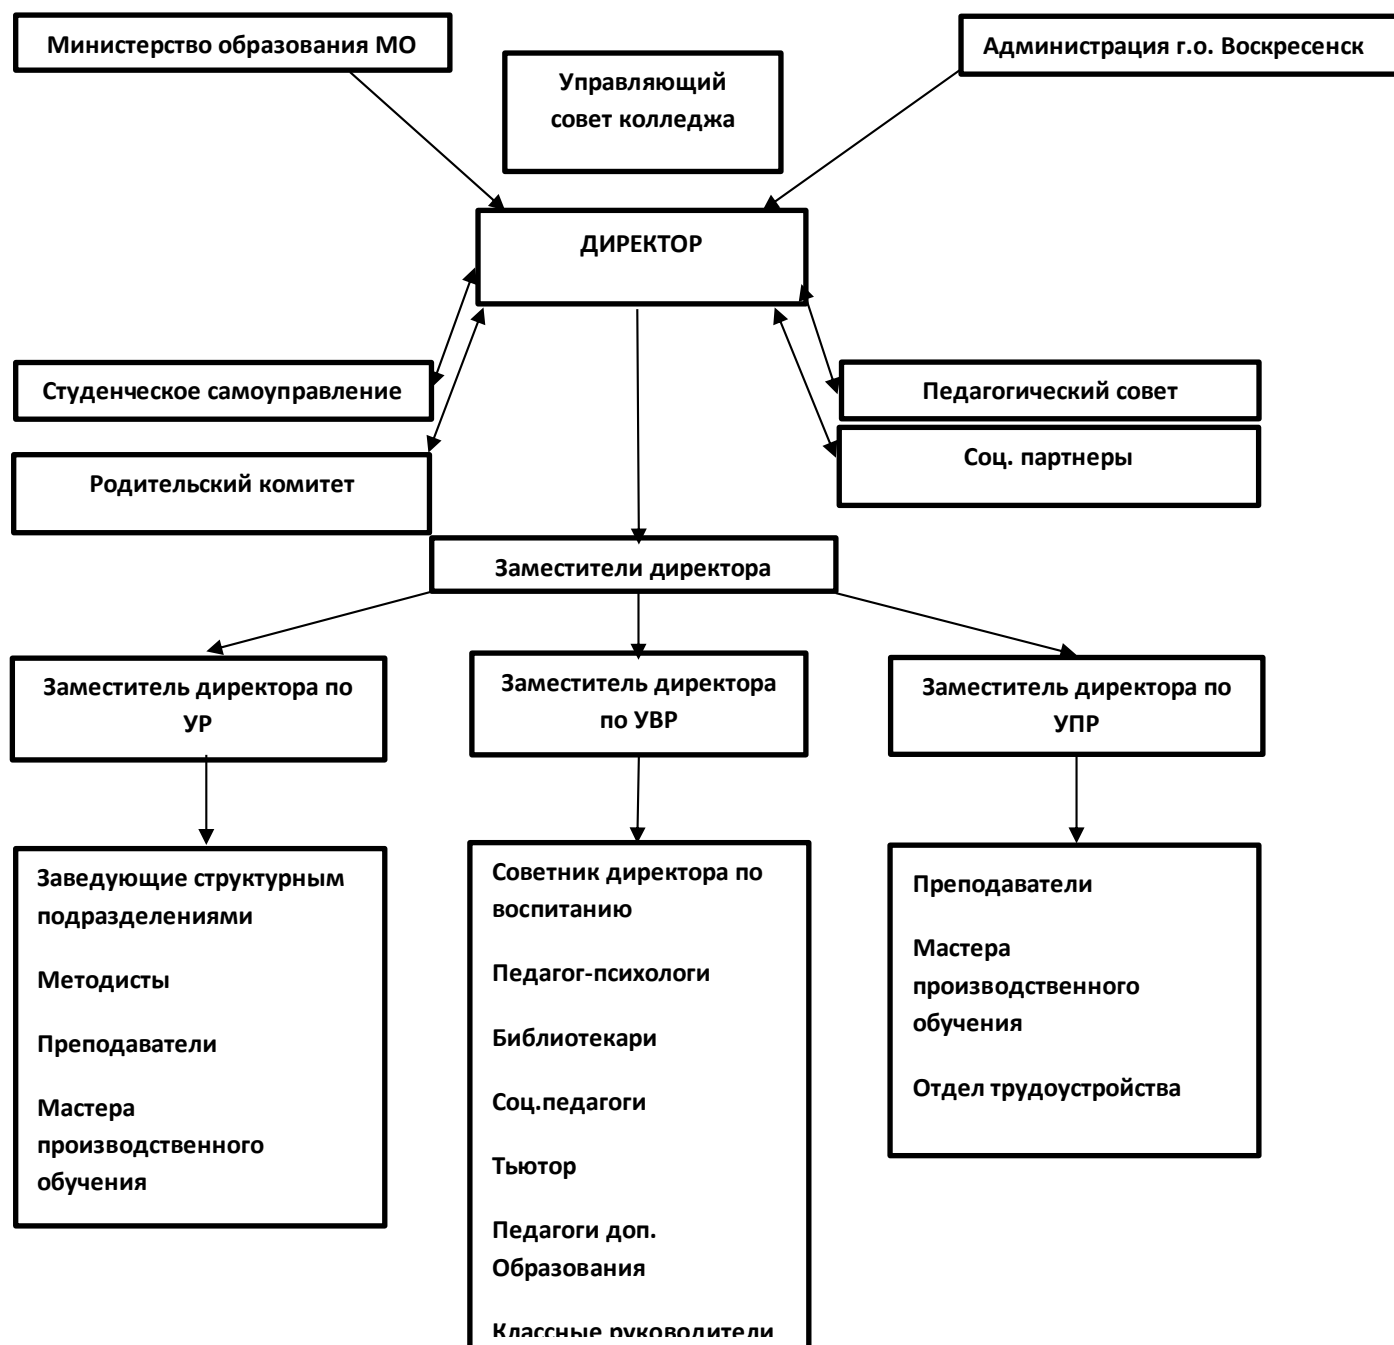 Министерство образования МО
Управляющий
совет колледжа
Администрация г.о. Воскресенск
ДИРЕКТОР
Студенческое самоуправление
Педагогический совет
Родительский комитет
Соц. партнеры
Заместители директора
Заместитель директора по
УР
Заместитель директора
по УВР
Заместитель директора по
УПР
Заведующие структурным
подразделениями
Методисты
Преподаватели
Мастера
производственного
обучения
Советник директора по
воспитанию
Педагог-психологи
Библиотекари
Соц.педагоги
Тьютор
Педагоги доп.
Образования
Классные руководители
Преподаватели
Мастера
производственного
обучения
Отдел трудоустройства